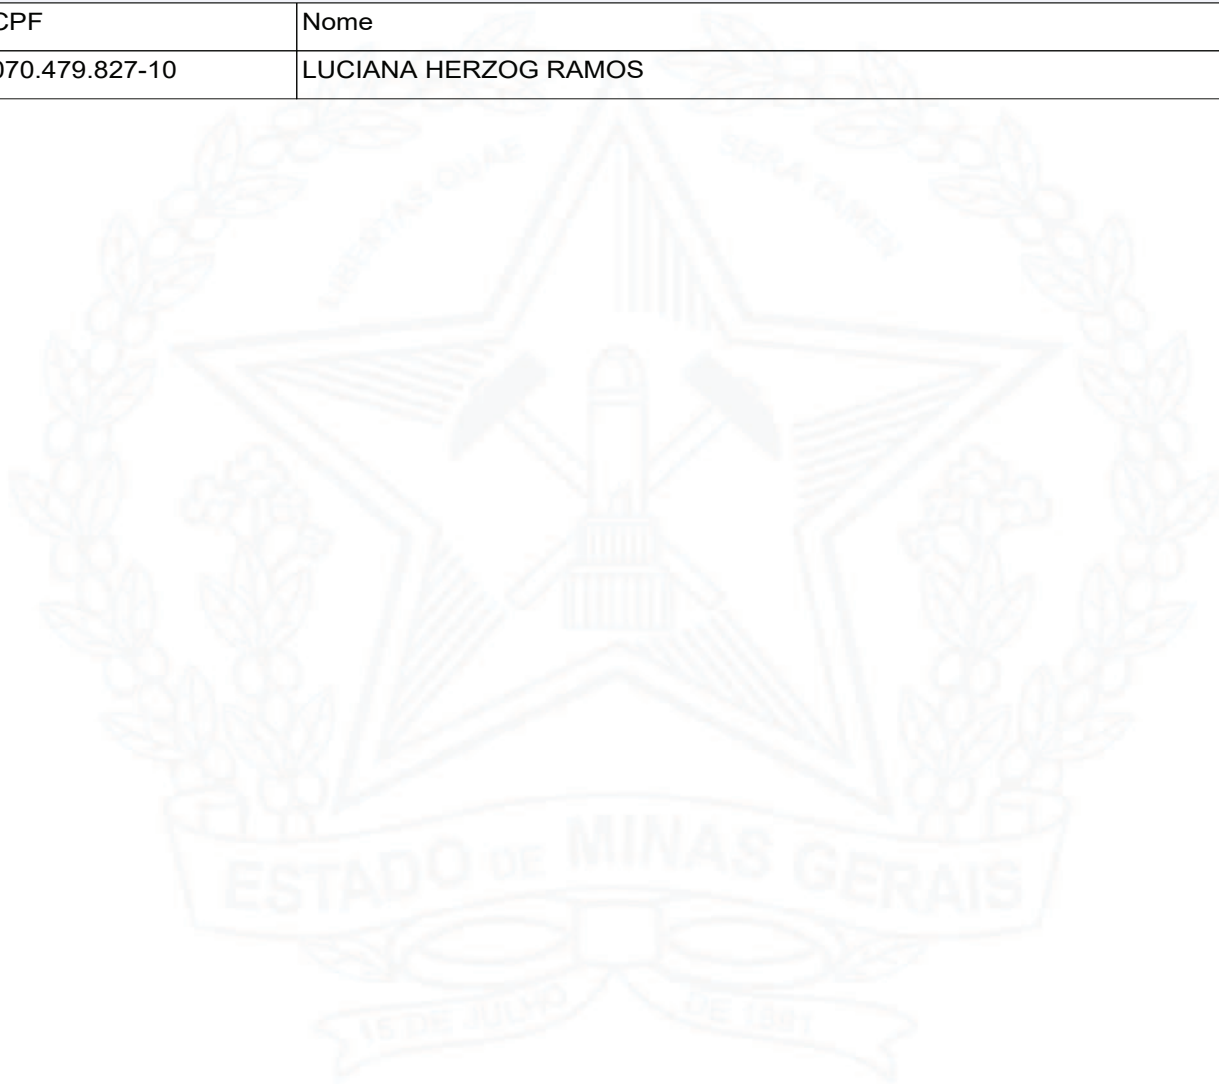 CPF Nome
070.479.827-10 LUCIANA HERZOG RAMOS
LIBERTAS QUAE SERA TAMEN
ESTADO DE MINAS GERAIS
15 DE JULHO DE 1891